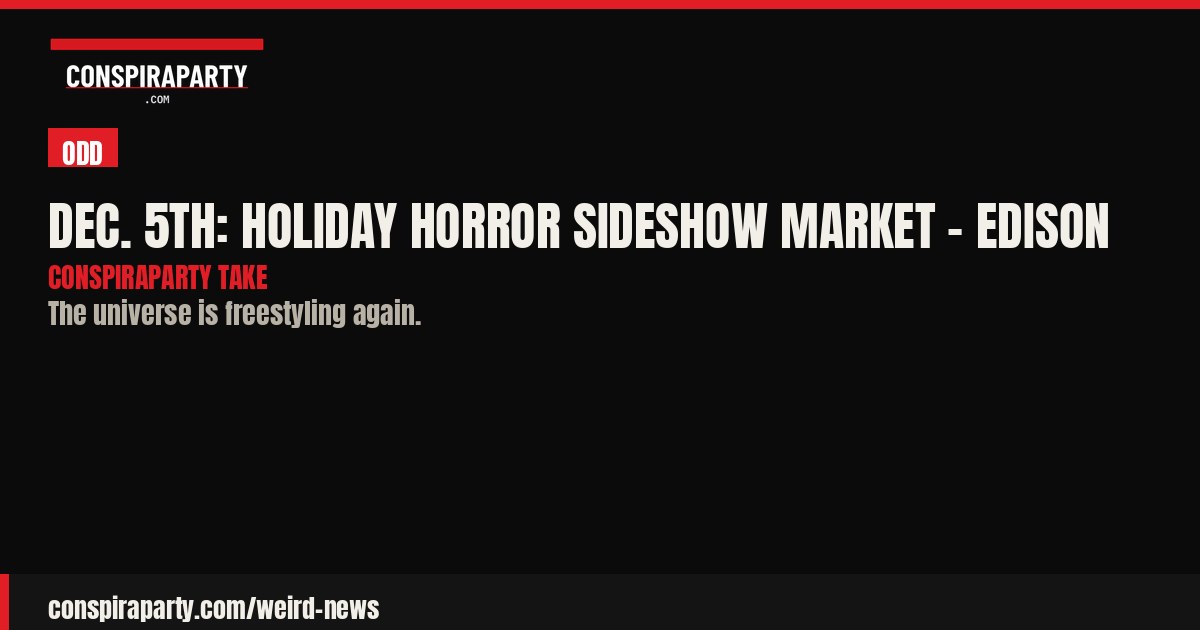 CONSPIRAPARTY
.COM
ODD
DEC. 5TH: HOLIDAY HORROR SIDESHOW MARKET - EDISON
CONSPIRAPARTY TAKE
The universe is freestyling again.
conspiraparty.com/weird-news